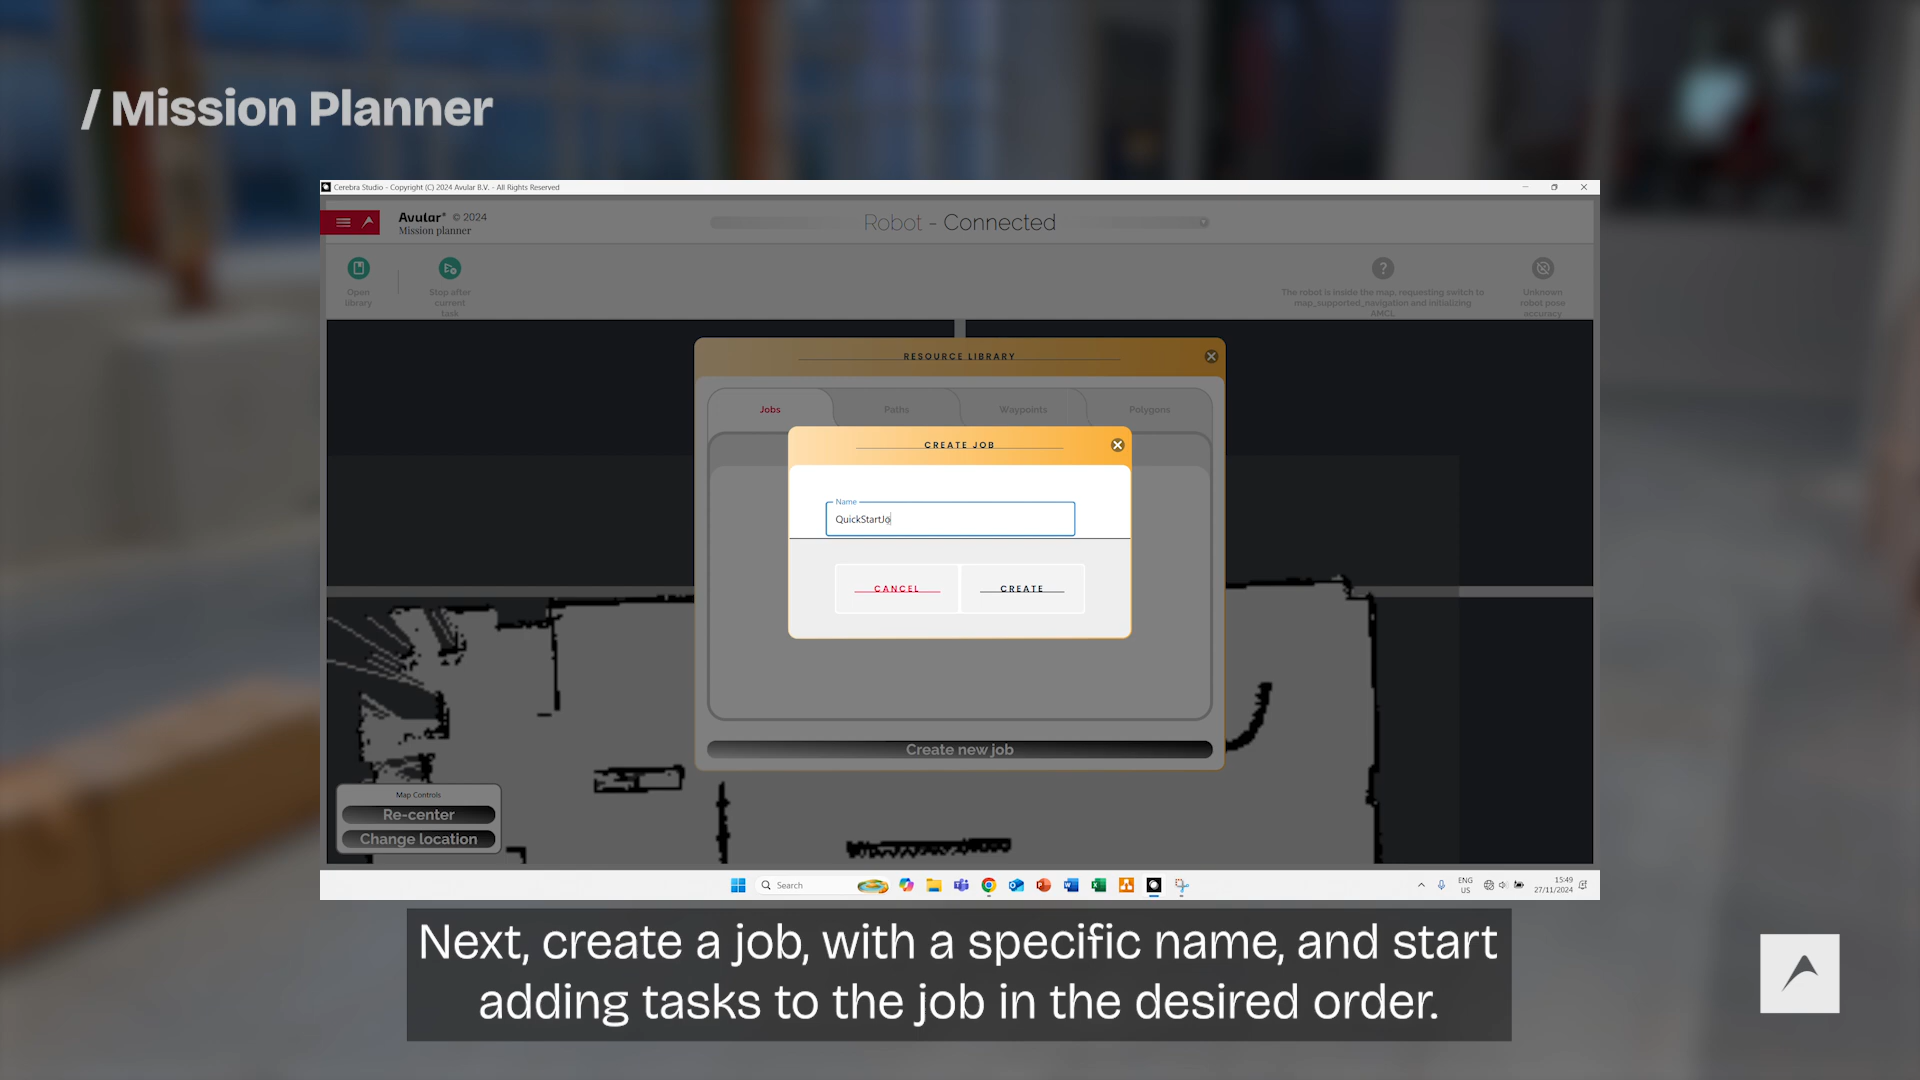 / Mission Planner
Cerebra Studio - Copyright (C) 2024 Avular B.V. - All Rights Reserved
Avular® © 2024
Mission planner
Robot - Connected
Open
library
Stop after
current
task
The robot is inside the map, requesting switch to
map_supported_navigation and initializing
AMCL
Unknown
robot pose
accuracy
RESOURCE LIBRARY
Jobs
Paths
Waypoints
Polygons
CREATE JOB
Name
QuickStartJo
CANCEL
CREATE
Create new job
Map Controls
Re-center
Change location
Search
ENG
US
15:49
27/11/2024
Next, create a job, with a specific name, and start
adding tasks to the job in the desired order.